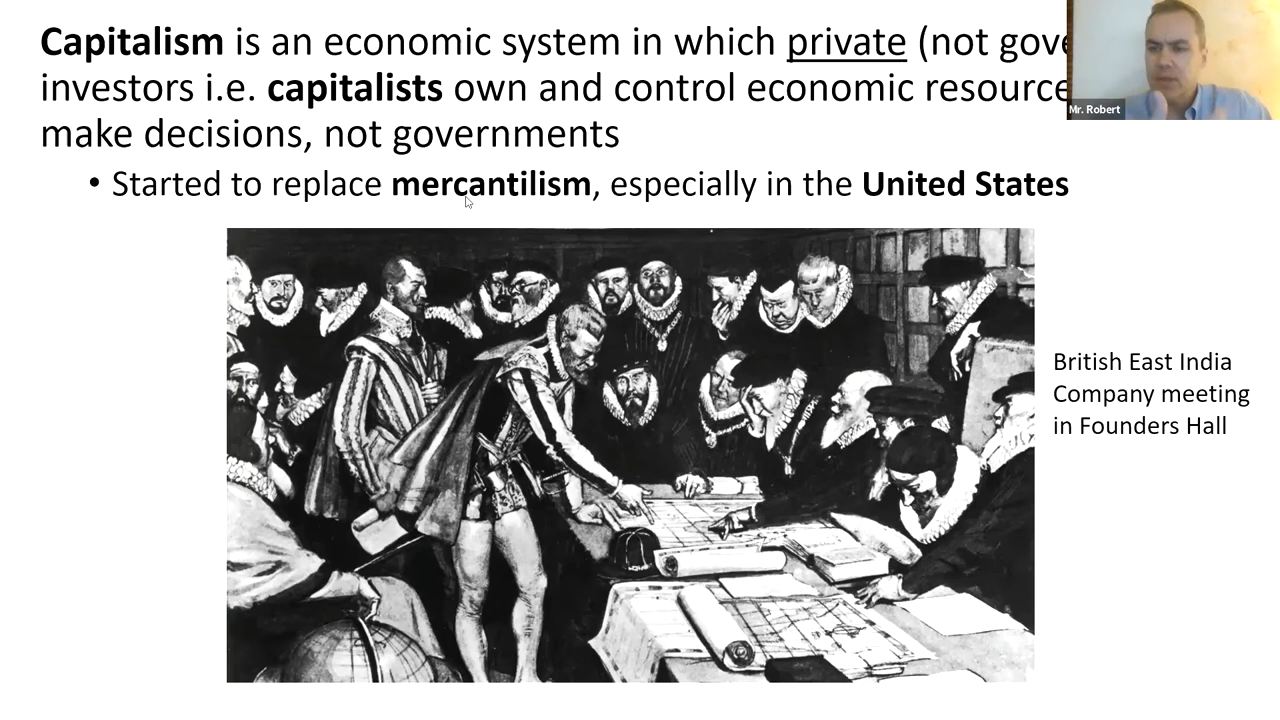 Capitalism is an economic system in which private (not gove
investors i.e. capitalists own and control economic resource
make decisions, not governments
• Started to replace mercantilism, especially in the United States
Mr. Robert
British East India
Company meeting
in Founders Hall